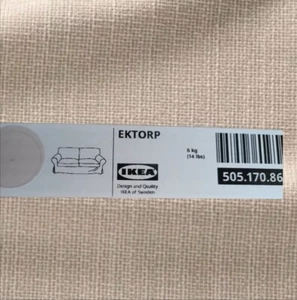 EKTORP
6 kg
(14 lbs)
IKEA
Design and Quality
IKEA of Sweden
505.170.86